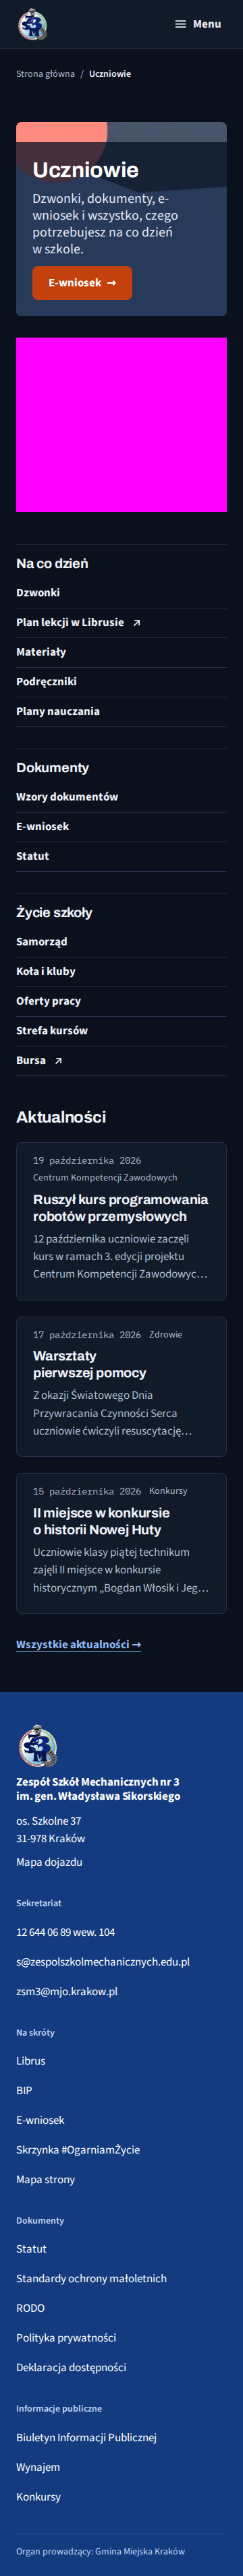 Menu
Strona główna / Uczniowie
Uczniowie
Dzwonki, dokumenty, e-
wniosek i wszystko, czego
potrzebujesz na co dzień
w szkole.
E-wniosek →
Na co dzień
Dzwonki
Plan lekcji w Librusie ↗
Materiały
Podręczniki
Plany nauczania
Dokumenty
Wzory dokumentów
E-wniosek
Statut
Życie szkoły
Samorząd
Koła i kluby
Oferty pracy
Strefa kursów
Bursa ↗
Aktualności
19 października 2026
Centrum Kompetencji Zawodowych
Ruszył kurs programowania
robotów przemysłowych
12 października uczniowie zaczęli
kurs w ramach 3. edycji projektu
Centrum Kompetencji Zawodowyc…
17 października 2026 Zdrowie
Warsztaty
pierwszej pomocy
Z okazji Światowego Dnia
Przywracania Czynności Serca
uczniowie ćwiczyli resuscytację…
15 października 2026 Konkursy
II miejsce w konkursie
o historii Nowej Huty
Uczniowie klasy piątej technikum
zajęli II miejsce w konkursie
historycznym „Bogdan Włosik i Jeg…
Wszystkie aktualności →
Zespół Szkół Mechanicznych nr 3
im. gen. Władysława Sikorskiego
os. Szkolne 37
31-978 Kraków
Mapa dojazdu
Sekretariat
12 644 06 89 wew. 104
s@zespolszkolmechanicznych.edu.pl
zsm3@mjo.krakow.pl
Na skróty
Librus
BIP
E-wniosek
Skrzynka #OgarniamŻycie
Mapa strony
Dokumenty
Statut
Standardy ochrony małoletnich
RODO
Polityka prywatności
Deklaracja dostępności
Informacje publiczne
Biuletyn Informacji Publicznej
Wynajem
Konkursy
Organ prowadzący: Gmina Miejska Kraków